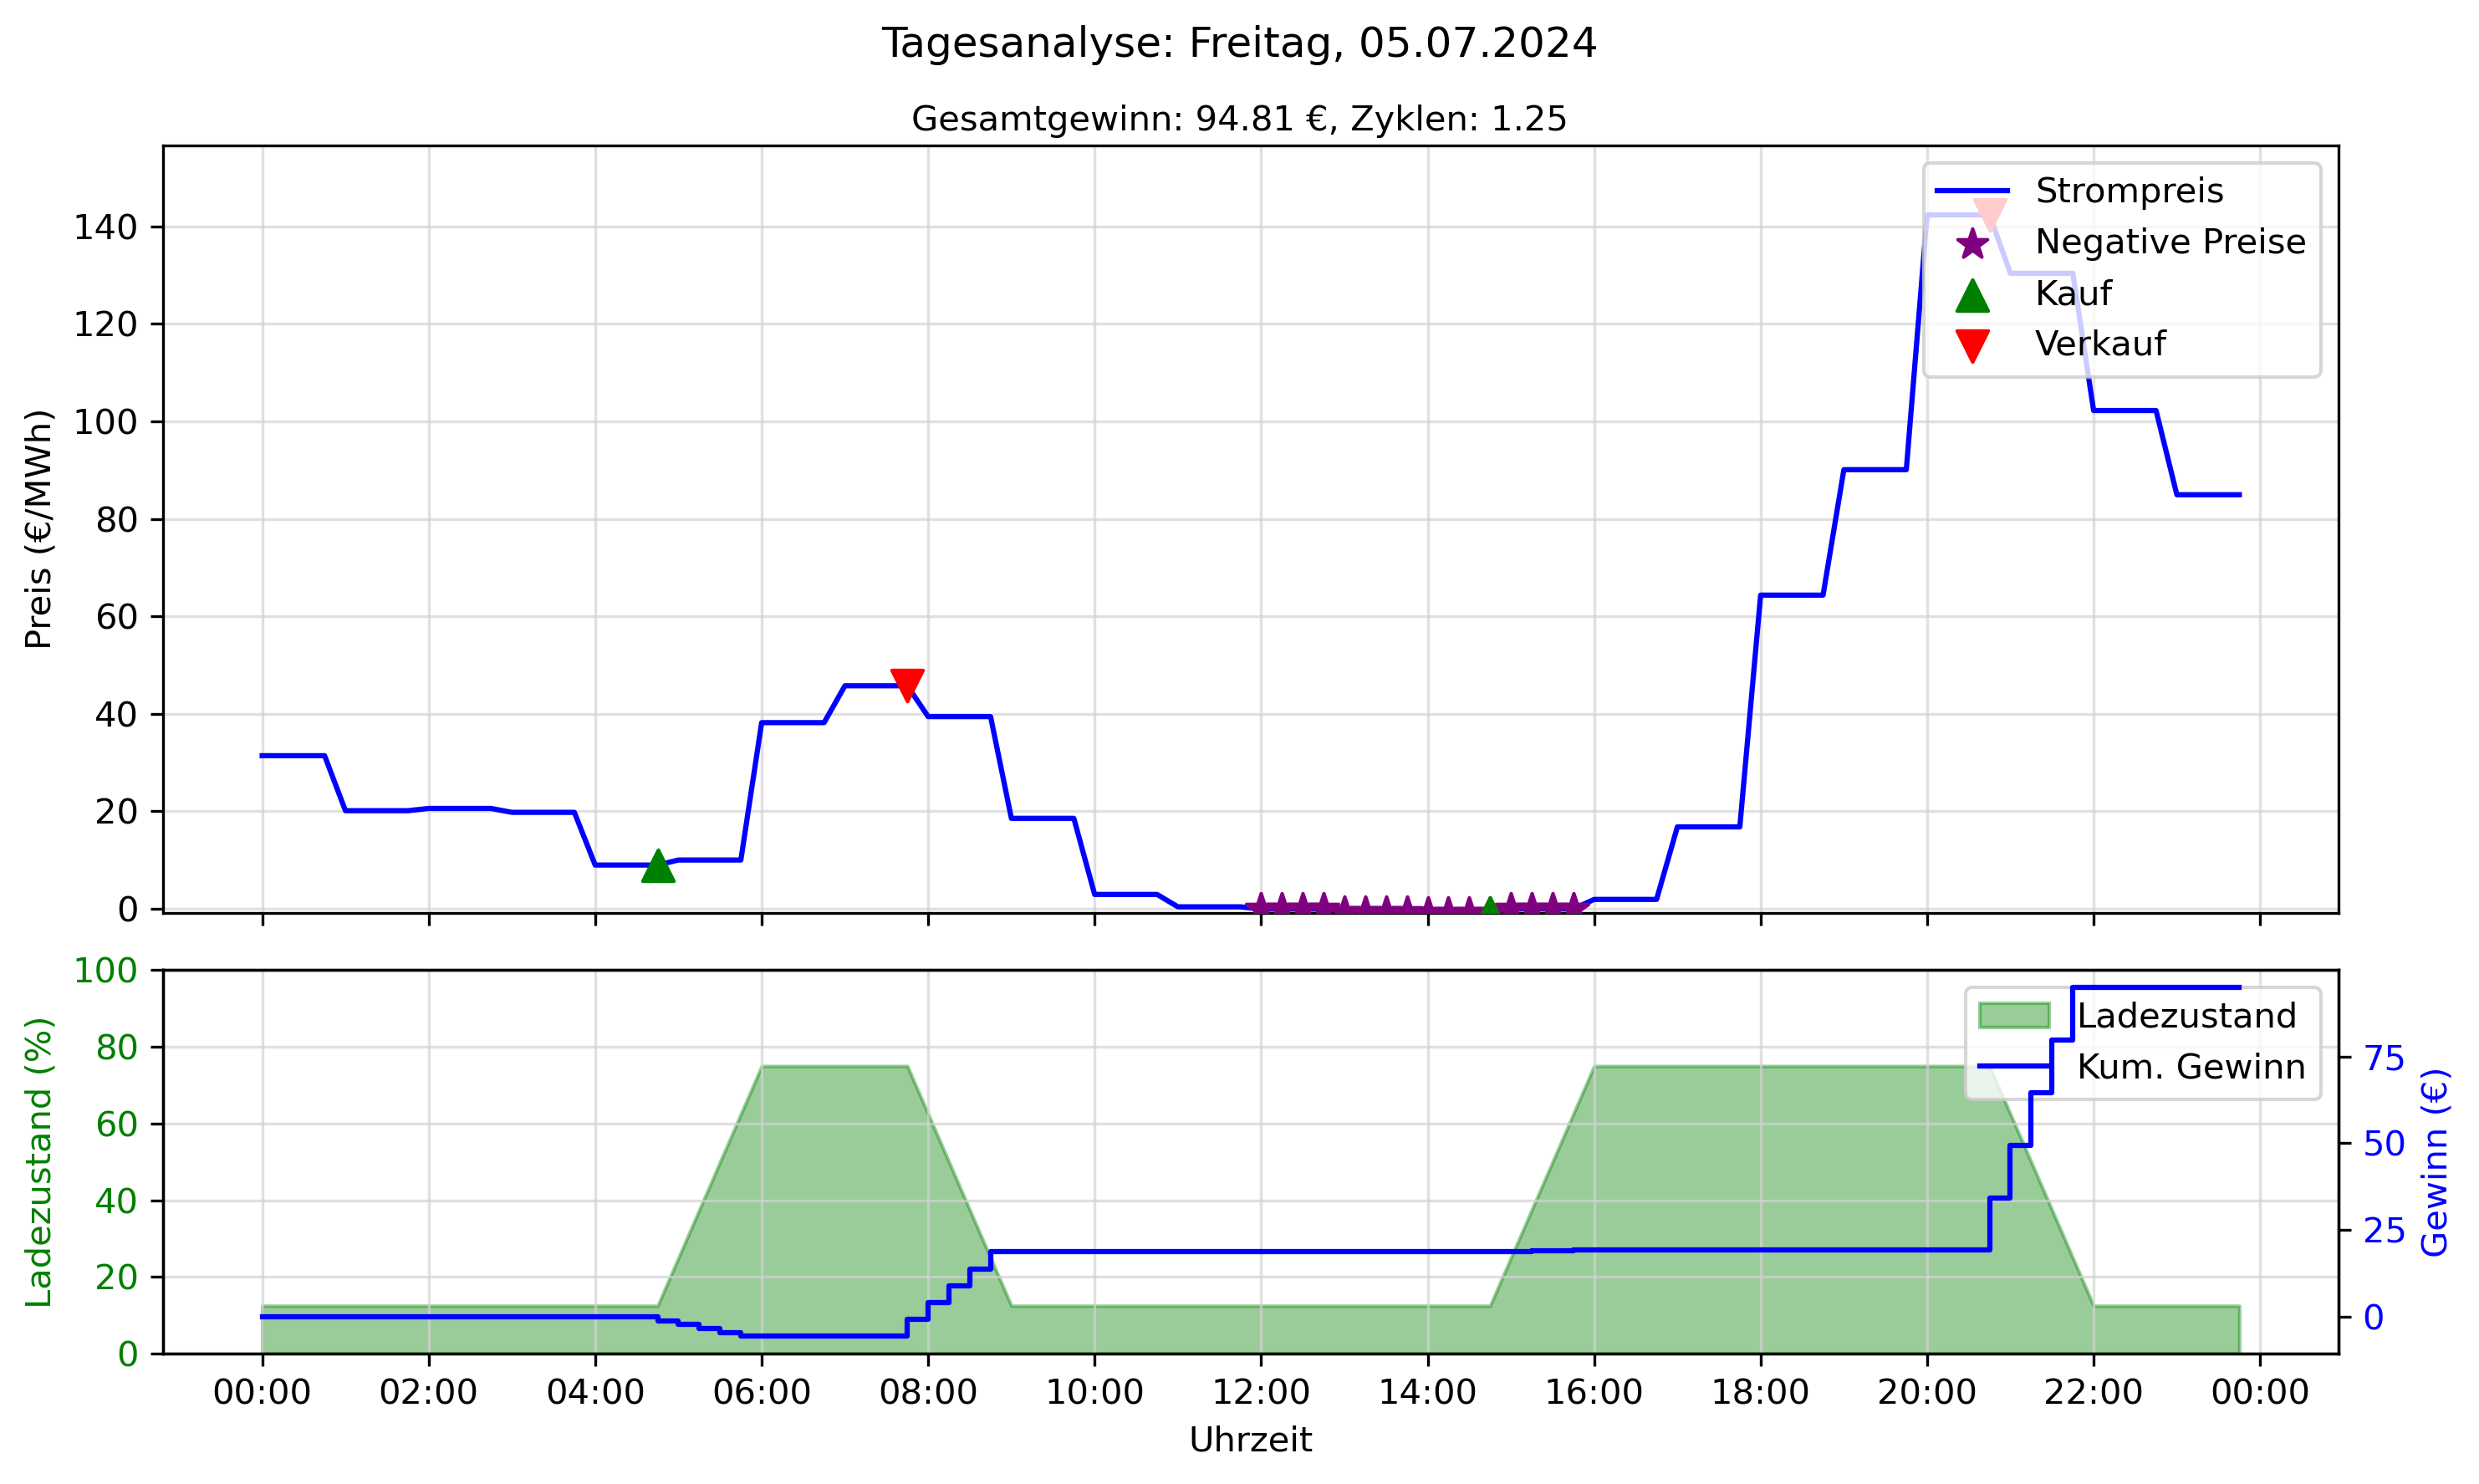 Tagesanalyse: Freitag, 05.07.2024
Gesamtgewinn: 94.81 €, Zyklen: 1.25
Preis (€/MWh)
140
120
100
80
60
40
20
0
Strompreis
Negative Preise
Kauf
Verkauf
Ladezustand (%)
100
80
60
40
20
0
Ladezustand
Kum. Gewinn
75
50
25
0
Gewinn (€)
00:00 02:00 04:00 06:00 08:00 10:00 12:00 14:00 16:00 18:00 20:00 22:00 00:00
Uhrzeit